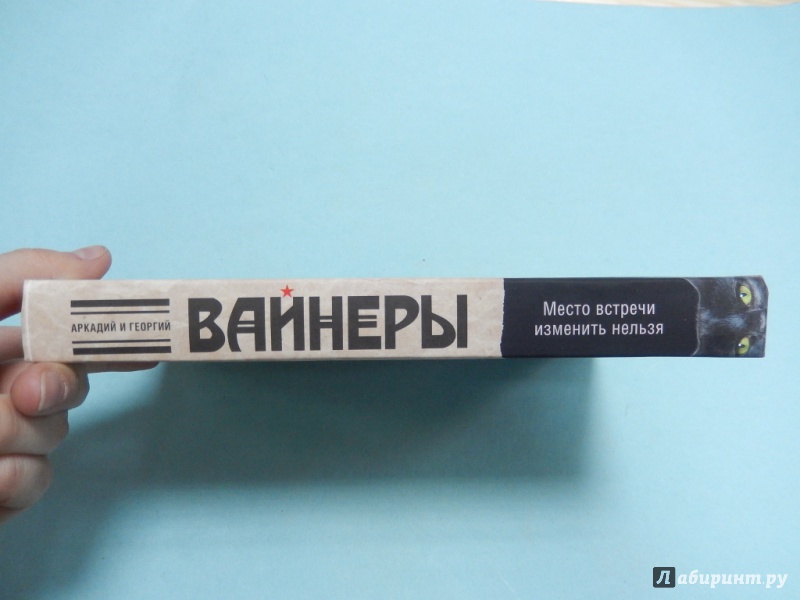 АРКАДИЙ И ГЕОРГИЙ
ВАЙНЕРЫ
Место встречи
изменить нельзя
Лабиринт.ру